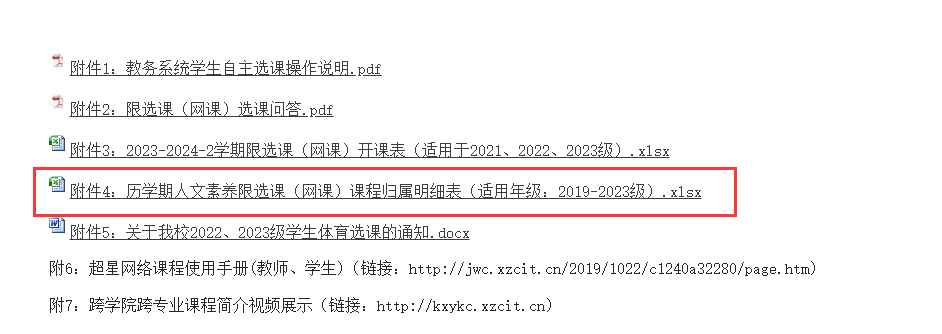 附件1：教务系统学生自主选课操作说明.pdf
附件2：限选课（网课）选课问答.pdf
附件3：2023-2024-2学期限选课（网课）开课表（适用于2021、2022、2023级）.xlsx
附件4：历学期人文素养限选课（网课）课程归属明细表（适用年级：2019-2023级）.xlsx
附件5：关于我校2022、2023级学生体育选课的通知.docx
附6：超星网络课程使用手册(教师、学生)（链接：http://jwc.xzcit.cn/2019/1022/c1240a32280/page.htm）
附7：跨学院跨专业课程简介视频展示（链接：http://kxykc.xzcit.cn）